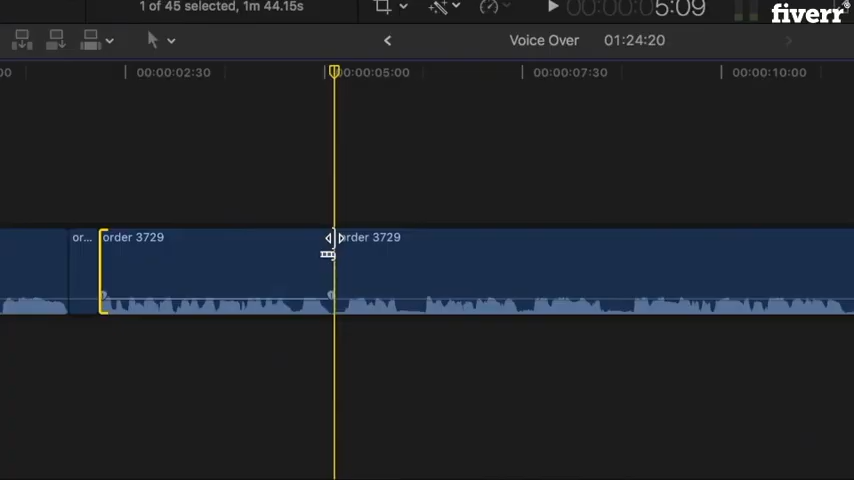 1 of 45 selected, 1m 44.15s
00:00:00:05:09
fiverr®
Voice Over
01:24:20
00
00:00:02:30
00:00:05:00
00:00:07:30
00:00:10:00
or...
order 3729
order 3729